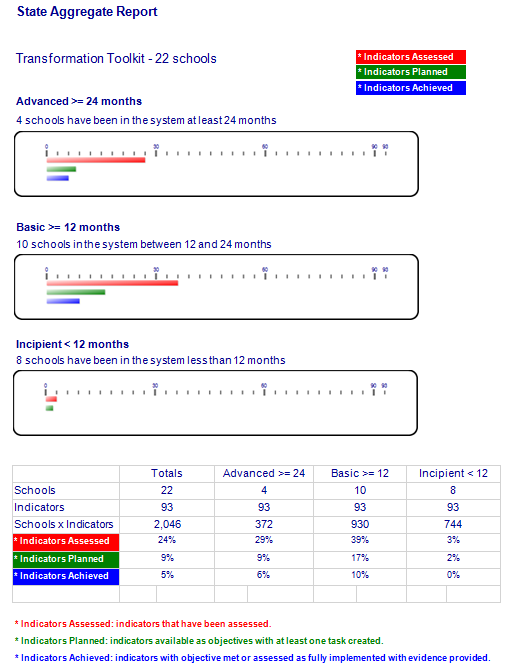 State Aggregate Report
Transformation Toolkit - 22 schools
* Indicators Assessed
* Indicators Planned
* Indicators Achieved
Advanced >= 24 months
4 schools have been in the system at least 24 months
0 30 60 90 93
Basic >= 12 months
10 schools in the system between 12 and 24 months
0 30 60 90 93
Incipient < 12 months
8 schools have been in the system less than 12 months
0 30 60 90 93
Totals Advanced >= 24 Basic >= 12 Incipient < 12
Schools 22 4 10 8
Indicators 93 93 93 93
Schools x Indicators 2,046 372 930 744
* Indicators Assessed 24% 29% 39% 3%
* Indicators Planned 9% 9% 17% 2%
* Indicators Achieved 5% 6% 10% 0%
* Indicators Assessed: indicators that have been assessed.
* Indicators Planned: indicators available as objectives with at least one task created.
* Indicators Achieved: indicators with objective met or assessed as fully implemented with evidence provided.